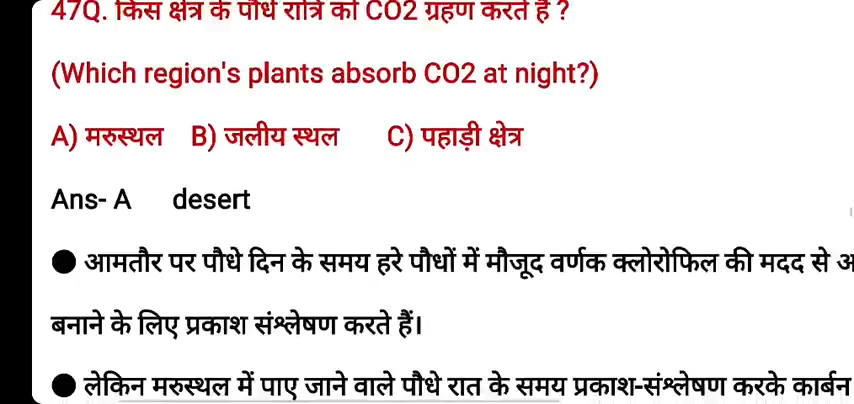 47Q. किस क्षेत्र के पौधे रात्रि को CO2 ग्रहण करते है ?
(Which region's plants absorb CO2 at night?)
A) मरुस्थल B) जलीय स्थल C) पहाड़ी क्षेत्र
Ans- A desert
● आमतौर पर पौधे दिन के समय हरे पौधों में मौजूद वर्णक क्लोरोफिल की मदद से
बनाने के लिए प्रकाश संश्लेषण करते हैं।
● लेकिन मरुस्थल में पाए जाने वाले पौधे रात के समय प्रकाश-संश्लेषण करके कार्बन